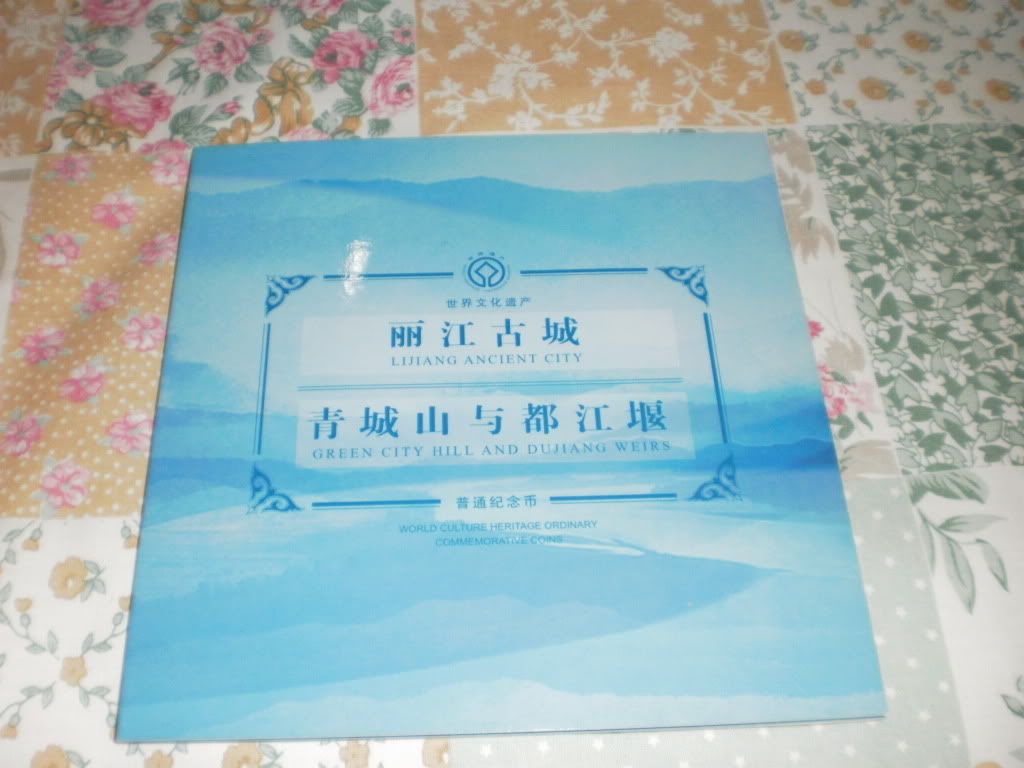 世界文化遗产
丽江古城
LIJIANG ANCIENT CITY
青城山与都江堰
GREEN CITY HILL AND DUJIANG WEIRS
普通纪念币
WORLD CULTURE HERITAGE ORDINARY
COMMEMORATIVE COINS